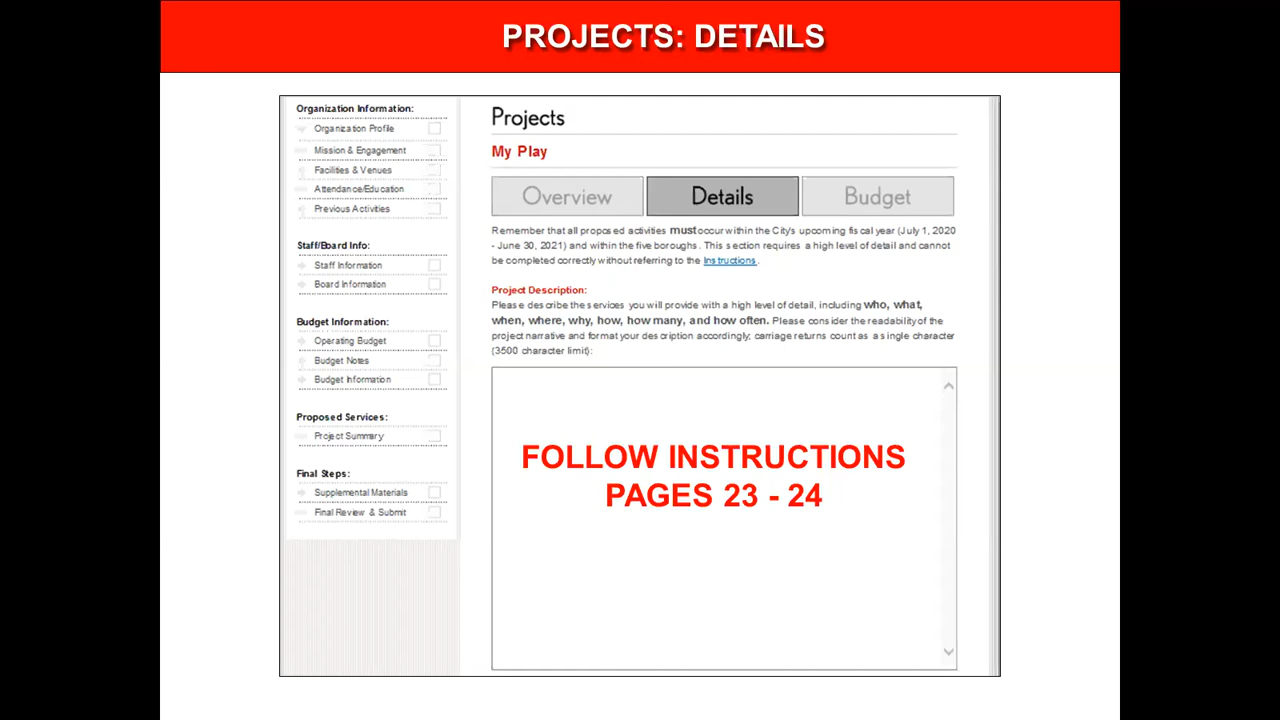 PROJECTS: DETAILS
Organization Information:
Organization Profile
Mission & Engagement
Facilities & Venues
Attendance/Education
Previous Activities
Staff/Board Info:
Staff Information
Board Information
Budget Information:
Operating Budget
Budget Notes
Budget Information
Proposed Services:
Project Summary
Final Steps:
Supplemental Materials
Final Review & Submit
Projects
My Play
Overview
Details
Budget
Remember that all proposed activities must occur within the City's upcoming fiscal year (July 1, 2020
- June 30, 2021) and within the five boroughs. This section requires a high level of detail and cannot
be completed correctly without referring to the Instructions.
Project Description:
Please describe the services you will provide with a high level of detail, including who, what,
when, where, why, how, how many, and how often. Please consider the readability of the
project narrative and format your description accordingly; carriage returns count as a single character
(3500 character limit):
FOLLOW INSTRUCTIONS
PAGES 23 - 24